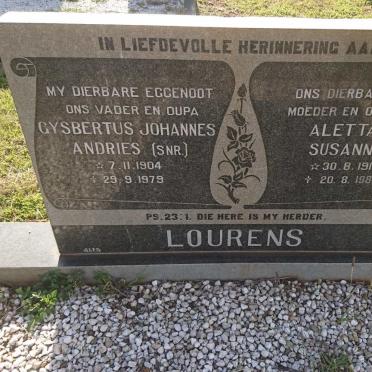 IN LIEFDEVOLLE HERINNERING AA
MY DIERBARE EGGENOOT
ONS VADER EN OUPA
GYSBERTUS JOHANNES
ANDRIES (SNR.)
☆ 7.11.1904
† 29.9.1979
ONS DIERBA
MOEDER EN O
ALETTA
SUSANN
☆ 30.8.191
† 20.8.198
PS.23:1. DIE HERE IS MY HERDER.
LOURENS